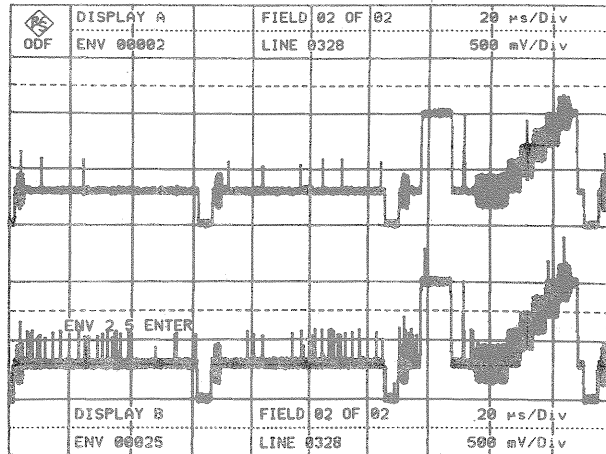 DISPLAY A FIELD 02 OF 02 20 µs/Div
ODF ENV 00002 LINE 0328 500 mV/Div
ENV 2.5 ENTER
DISPLAY B FIELD 02 OF 02 20 µs/Div
ENV 00025 LINE 0328 500 mV/Div